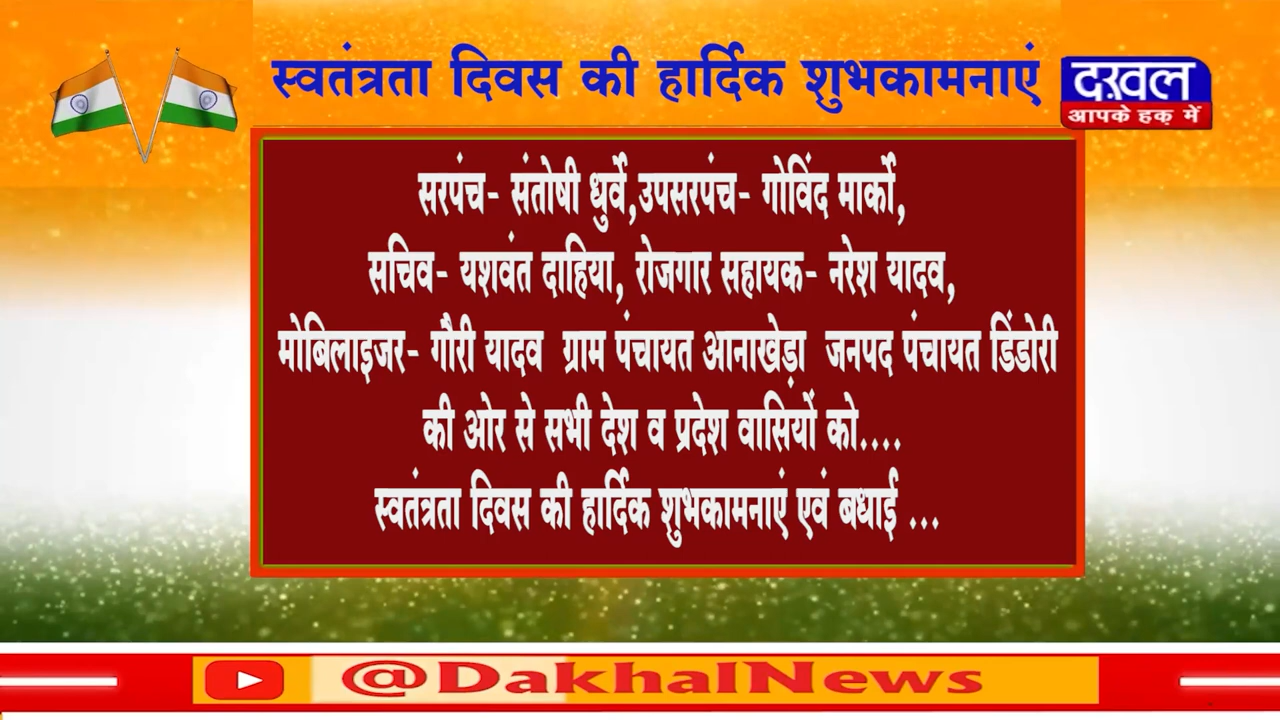 स्वतंत्रता दिवस की हार्दिक शुभकामनाएं
दख़ल
आपके हक़ में
सरपंच- संतोषी धुर्वे,उपसरपंच- गोविंद मार्को,
सचिव- यशवंत दाहिया, रोजगार सहायक- नरेश यादव,
मोबिलाइजर- गौरी यादव ग्राम पंचायत आनाखेड़ा जनपद पंचायत डिंडोरी
की ओर से सभी देश व प्रदेश वासियों को....
स्वतंत्रता दिवस की हार्दिक शुभकामनाएं एवं बधाई ...
@DakhalNews